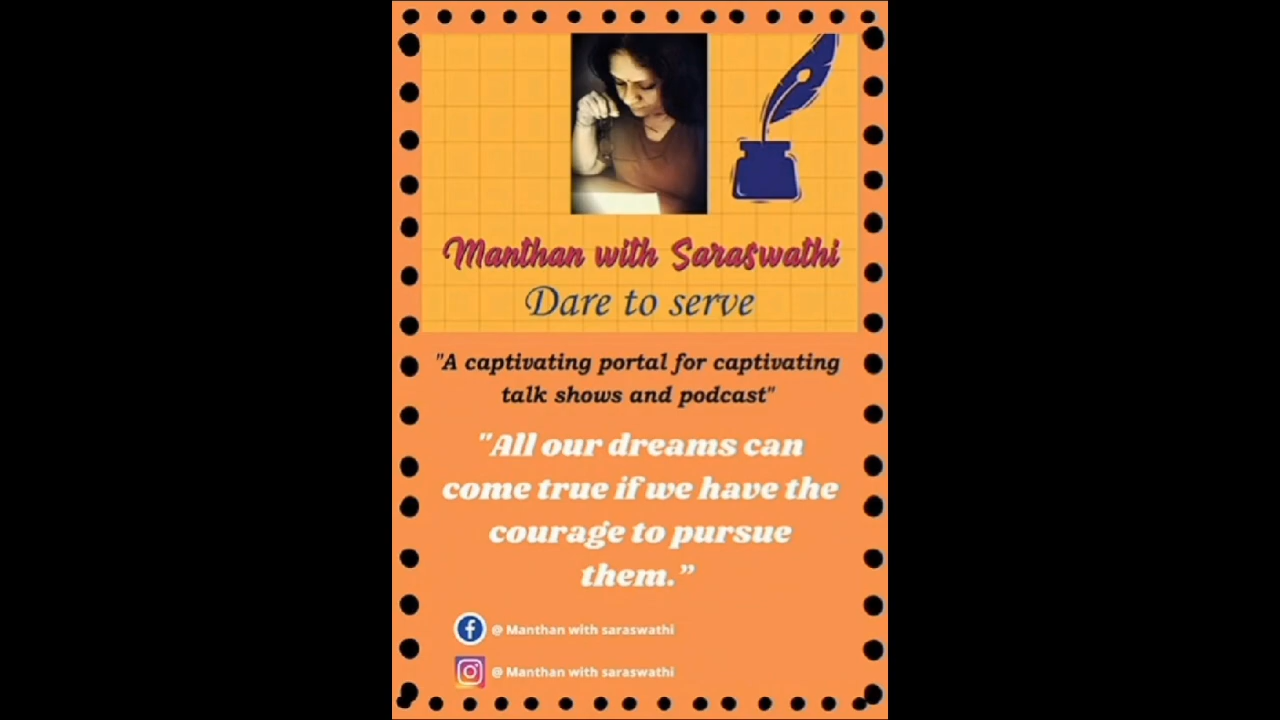 Manthan with Saraswathi
Dare to serve
"A captivating portal for captivating
talk shows and podcast"
"All our dreams can
come true if we have the
courage to pursue
them.”
@ Manthan with saraswathi
@ Manthan with saraswathi